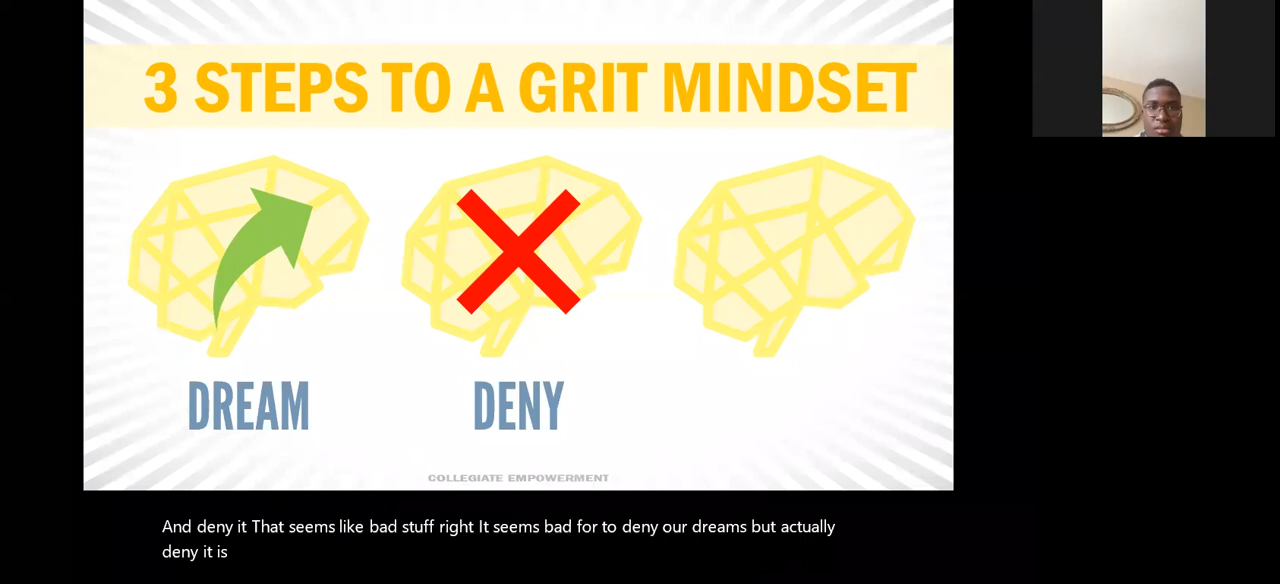 3 STEPS TO A GRIT MINDSET
DREAM
DENY
COLLEGIATE EMPOWERMENT
And deny it That seems like bad stuff right It seems bad for to deny our dreams but actually
deny it is